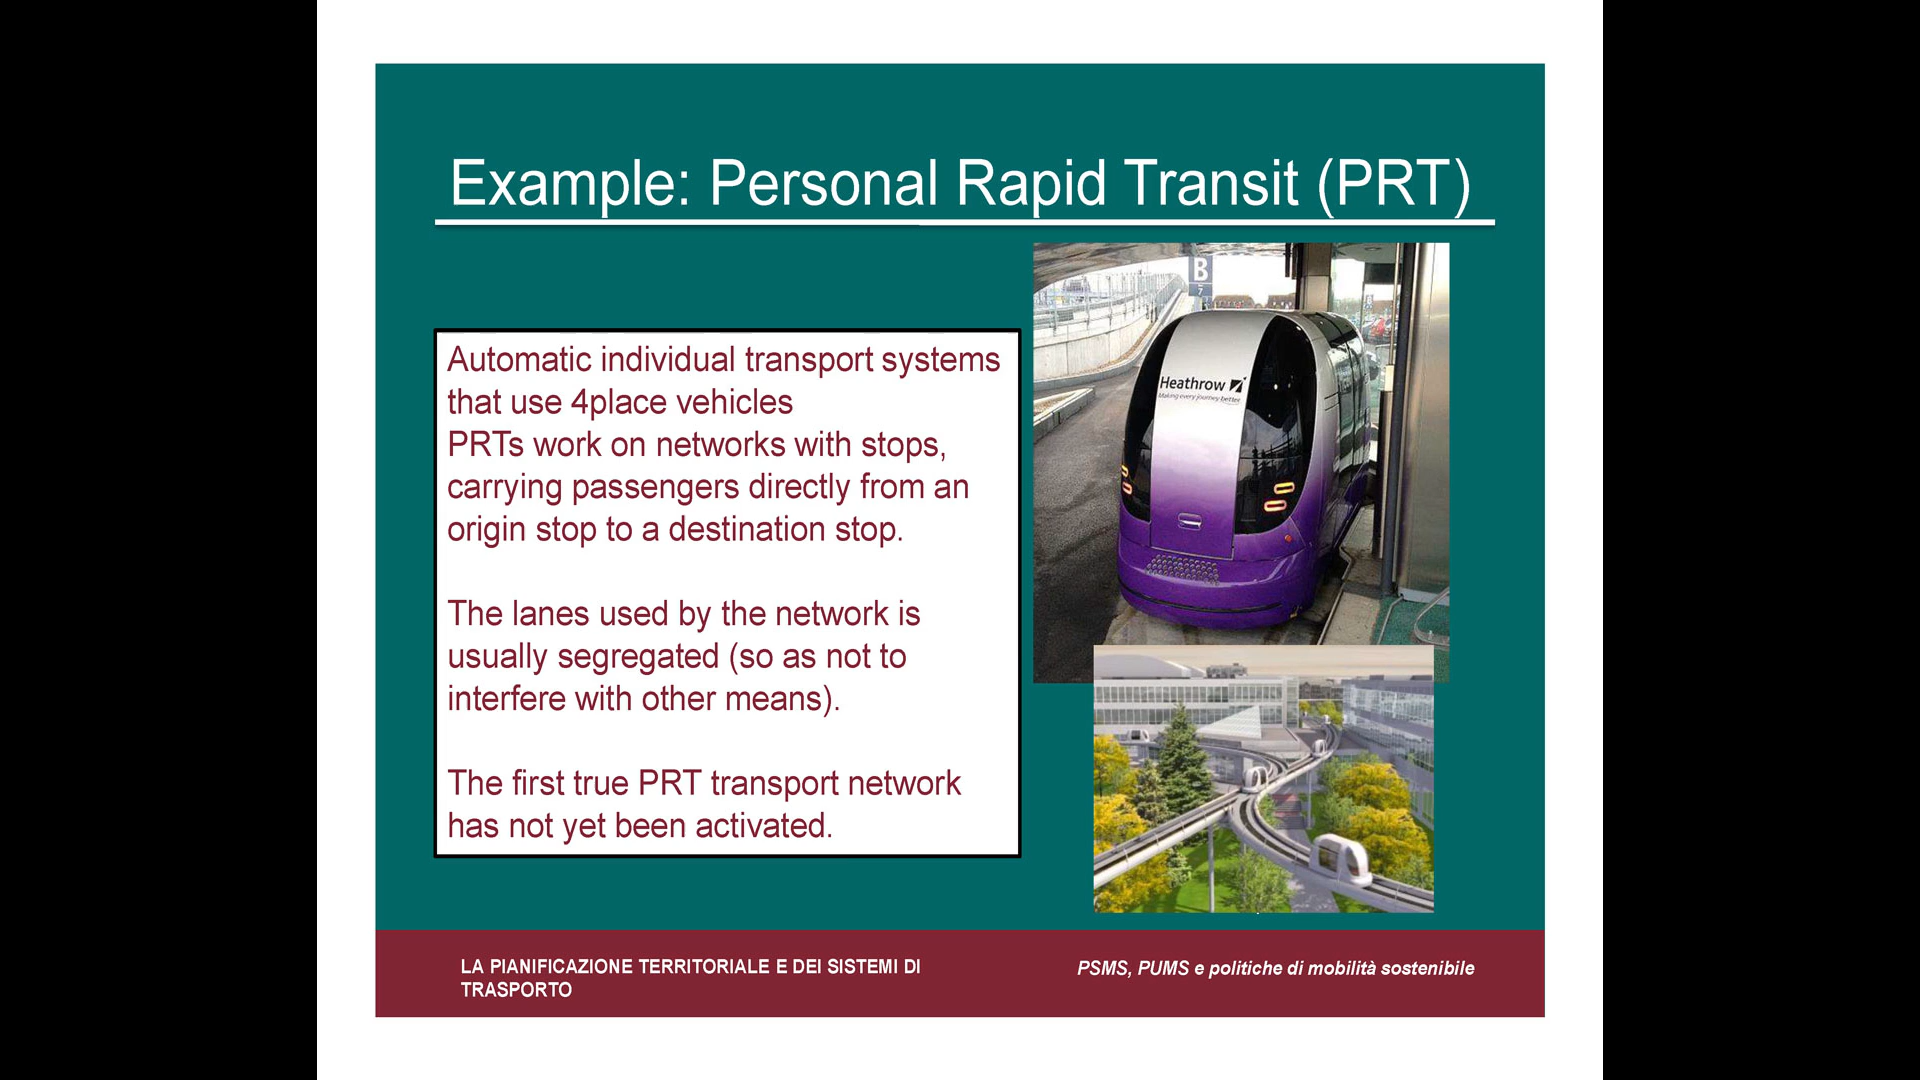 Example: Personal Rapid Transit (PRT)
Automatic individual transport systems
that use 4place vehicles
PRTs work on networks with stops,
carrying passengers directly from an
origin stop to a destination stop.
The lanes used by the network is
usually segregated (so as not to
interfere with other means).
The first true PRT transport network
has not yet been activated.
B
7
Heathrow
Making every journey better
LA PIANIFICAZIONE TERRITORIALE E DEI SISTEMI DI
TRASPORTO
PSMS, PUMS e politiche di mobilità sostenibile